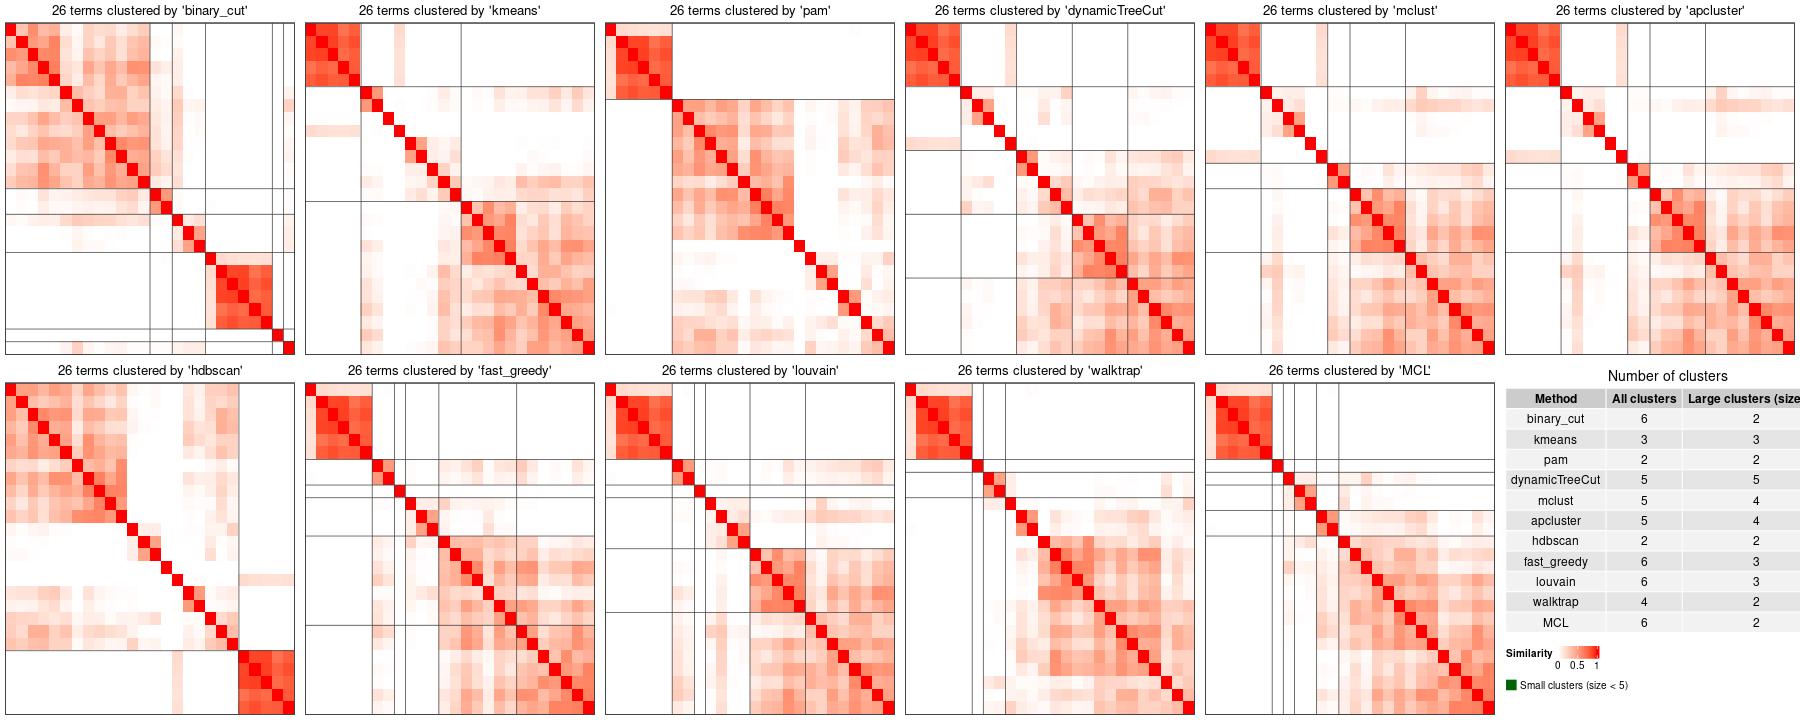 26 terms clustered by 'binary_cut'
26 terms clustered by 'kmeans'
26 terms clustered by 'pam'
26 terms clustered by 'dynamicTreeCut'
26 terms clustered by 'mclust'
26 terms clustered by 'apcluster'
26 terms clustered by 'hdbscan'
26 terms clustered by 'fast_greedy'
26 terms clustered by 'louvain'
26 terms clustered by 'walktrap'
26 terms clustered by 'MCL'
Number of clusters
Method All clusters Large clusters (size
binary_cut 6 2
kmeans 3 3
pam 2 2
dynamicTreeCut 5 5
mclust 5 4
apcluster 5 4
hdbscan 2 2
fast_greedy 6 3
louvain 6 3
walktrap 4 2
MCL 6 2
Similarity
0 0.5 1
Small clusters (size < 5)